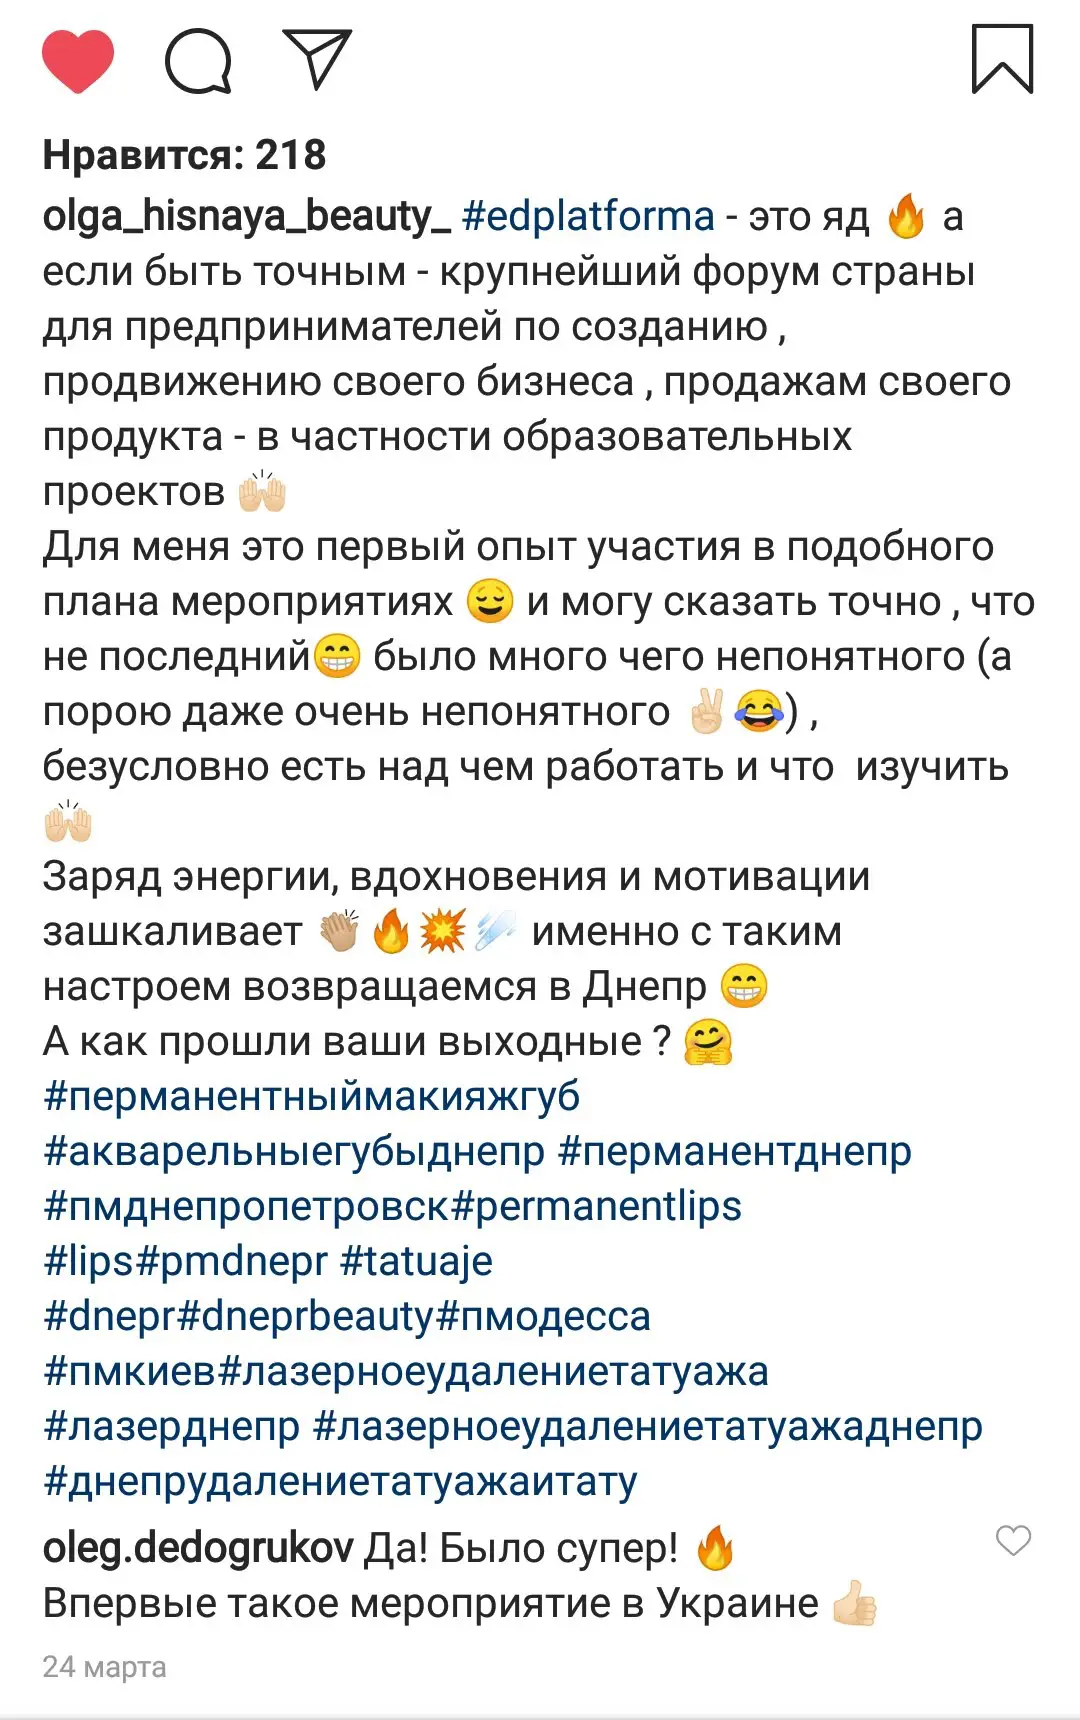 Нравится: 218
olga_hisnaya_beauty_ #edplatforma - это яд 🔥 а
если быть точным - крупнейший форум страны
для предпринимателей по созданию ,
продвижению своего бизнеса , продажам своего
продукта - в частности образовательных
проектов 🙌🏻
Для меня это первый опыт участия в подобного
плана мероприятиях 😌 и могу сказать точно , что
не последний😁 было много чего непонятного (а
порою даже очень непонятного ✌🏻😂) ,
безусловно есть над чем работать и что  изучить
🙌🏻
Заряд энергии, вдохновения и мотивации
зашкаливает 👏🏼🔥💥☄️ именно с таким
настроем возвращаемся в Днепр 😁
А как прошли ваши выходные ? 🤗
#перманентныймакияжгуб
#акварельныегубыднепр #перманентднепр
#пмднепропетровск#permanentlips
#lips#pmdnepr #tatuaje
#dnepr#dneprbeauty#пмодесса
#пмкиев#лазерноеудалениетатуажа
#лазерднепр #лазерноеудалениетатуажаднепр
#днепрудалениетатуажаитату
oleg.dedogrukov Да! Было супер! 🔥
Впервые такое мероприятие в Украине 👍🏻
24 марта